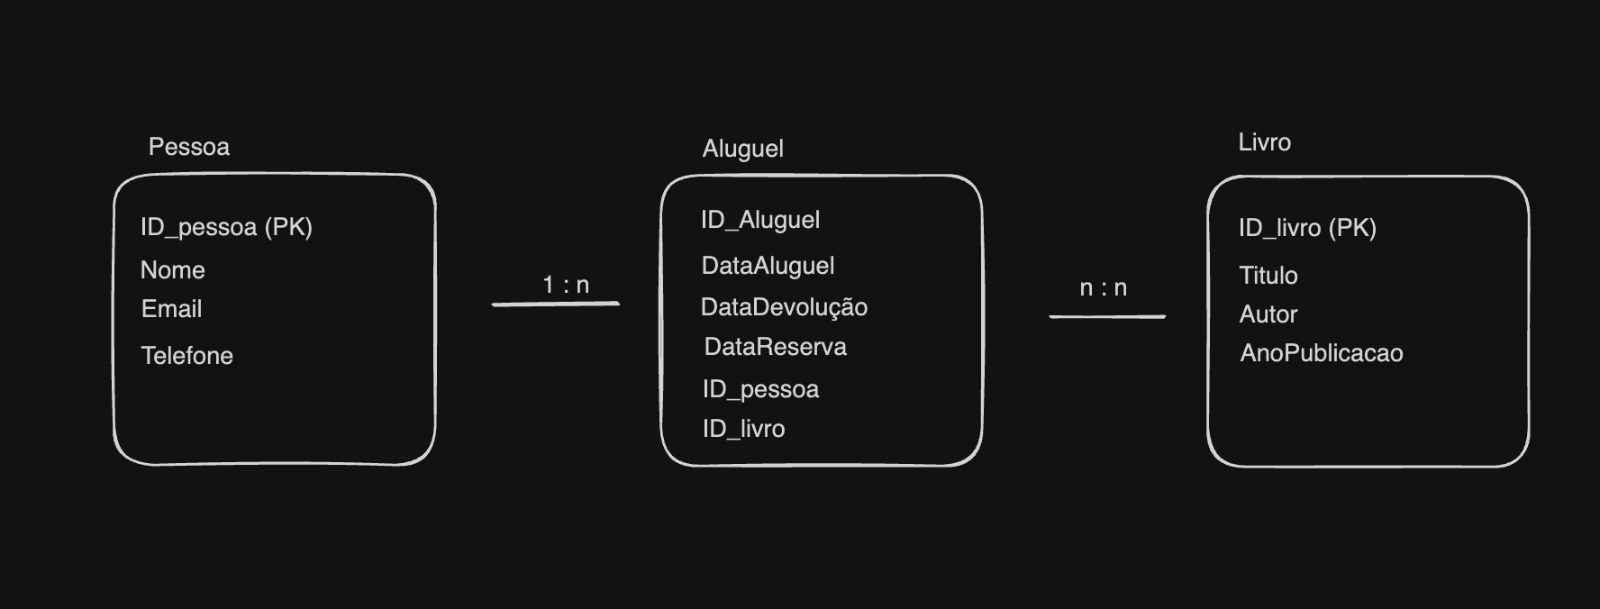 Pessoa
ID_pessoa (PK)
Nome
Email
Telefone
1 : n
Aluguel
ID_Aluguel
DataAluguel
DataDevolução
DataReserva
ID_pessoa
ID_livro
n : n
Livro
ID_livro (PK)
Titulo
Autor
AnoPublicacao